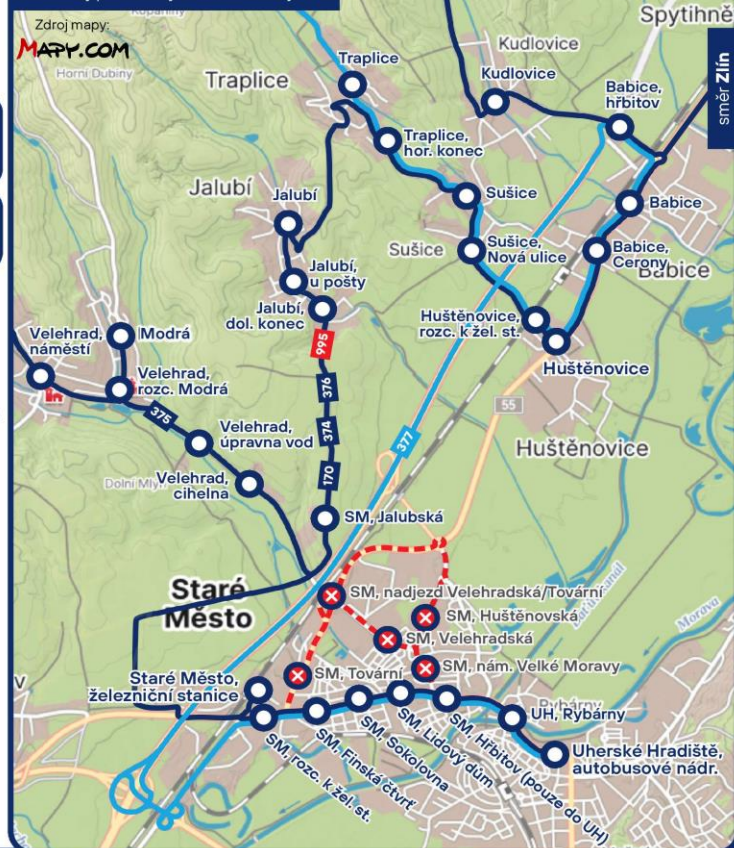 Zdroj mapy:
MAPY.COM
Horní Dubiny
Traplice
Traplice
Traplice,
hor. konec
Kudlovice
Kudlovice
Spytihně
směr Zlín
Babice,
hřbitov
Jalubí
Jalubí
Jalubí,
u pošty
Jalubí,
dol. konec
Sušice
Sušice
Sušice,
Nová ulice
Babice
Babice,
Cerony
Babice
Huštěnovice,
rozc. k žel. st.
Huštěnovice
Huštěnovice
55
995
376
374
170
377
375
Velehrad,
náměstí
Modrá
Velehrad,
rozc. Modrá
Velehrad,
úpravna vod
Velehrad,
cihelna
SM, Jalubská
Staré
Město
SM, nadjezd Velehradská/Tovární
SM, Huštěnovská
SM, Velehradská
SM, nám. Velké Moravy
SM, Tovární
Morava
Staré Město,
železniční stanice
SM, rozc. k žel. st.
SM, Finská čtvrť
SM, Sokolovna
SM, Lidový dům
SM, Hřbitov (pouze do UH)
Rybárny
UH, Rybárny
Uherské Hradiště,
autobusové nádr.